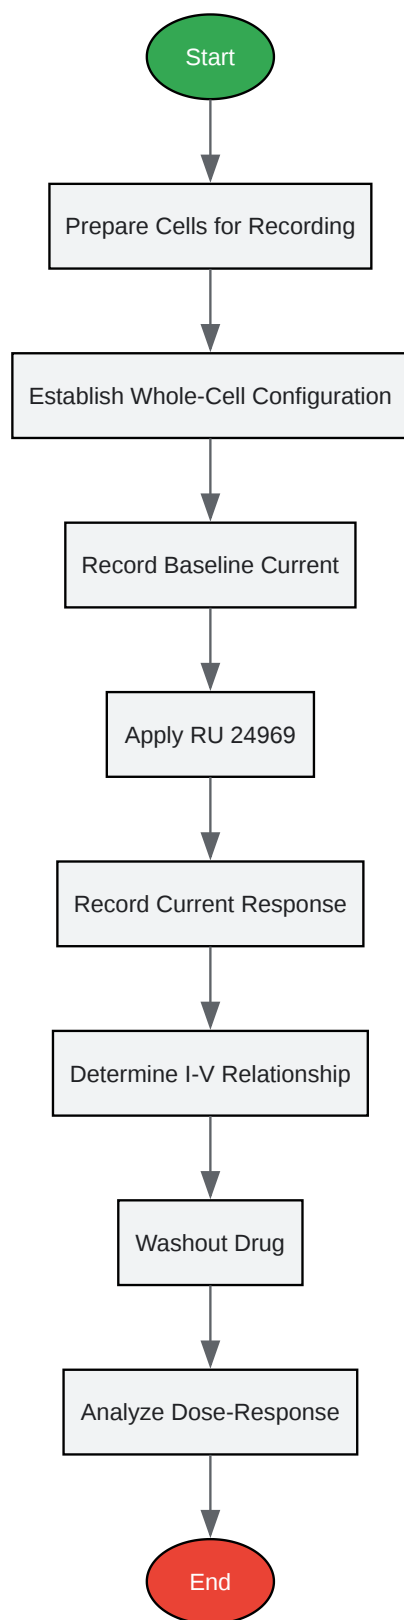 Start
Prepare Cells for Recording
Establish Whole-Cell Configuration
Record Baseline Current
Apply RU 24969
Record Current Response
Determine I-V Relationship
Washout Drug
Analyze Dose-Response
End